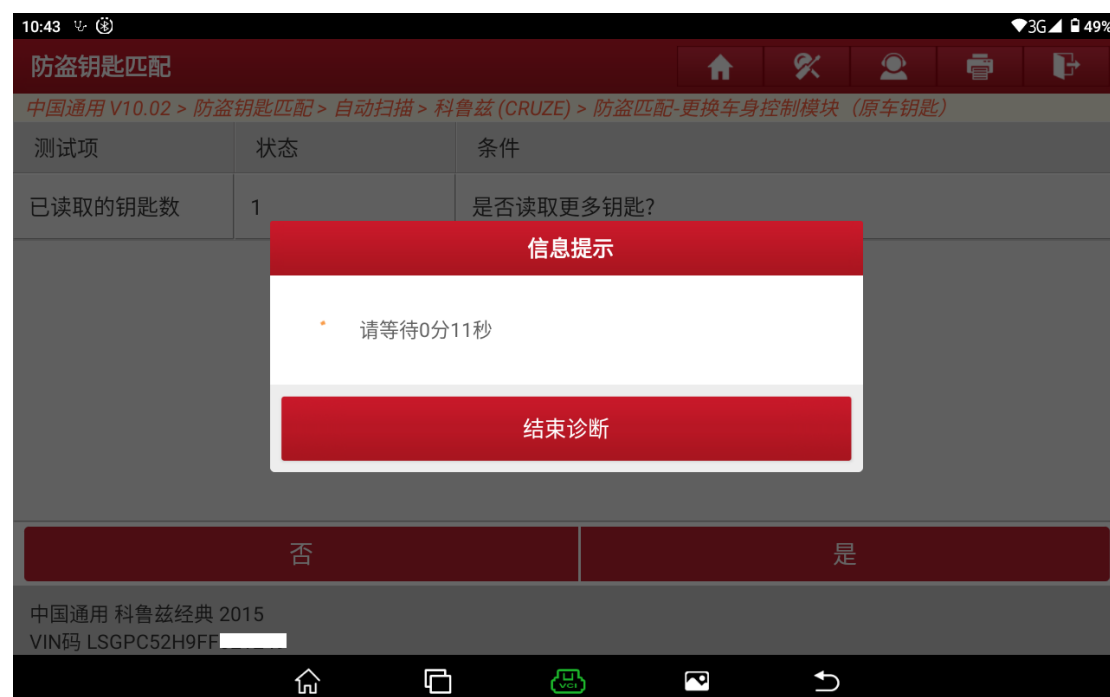 10:43 3G 49%
防盗钥匙匹配
中国通用 V10.02 > 防盗钥匙匹配 > 自动扫描 > 科鲁兹 (CRUZE) > 防盗匹配-更换车身控制模块（原车钥匙）
测试项 状态 条件
已读取的钥匙数 1 是否读取更多钥匙?
信息提示
请等待0分11秒
结束诊断
否 是
中国通用 科鲁兹经典 2015
VIN码 LSGPC52H9FF
VCI